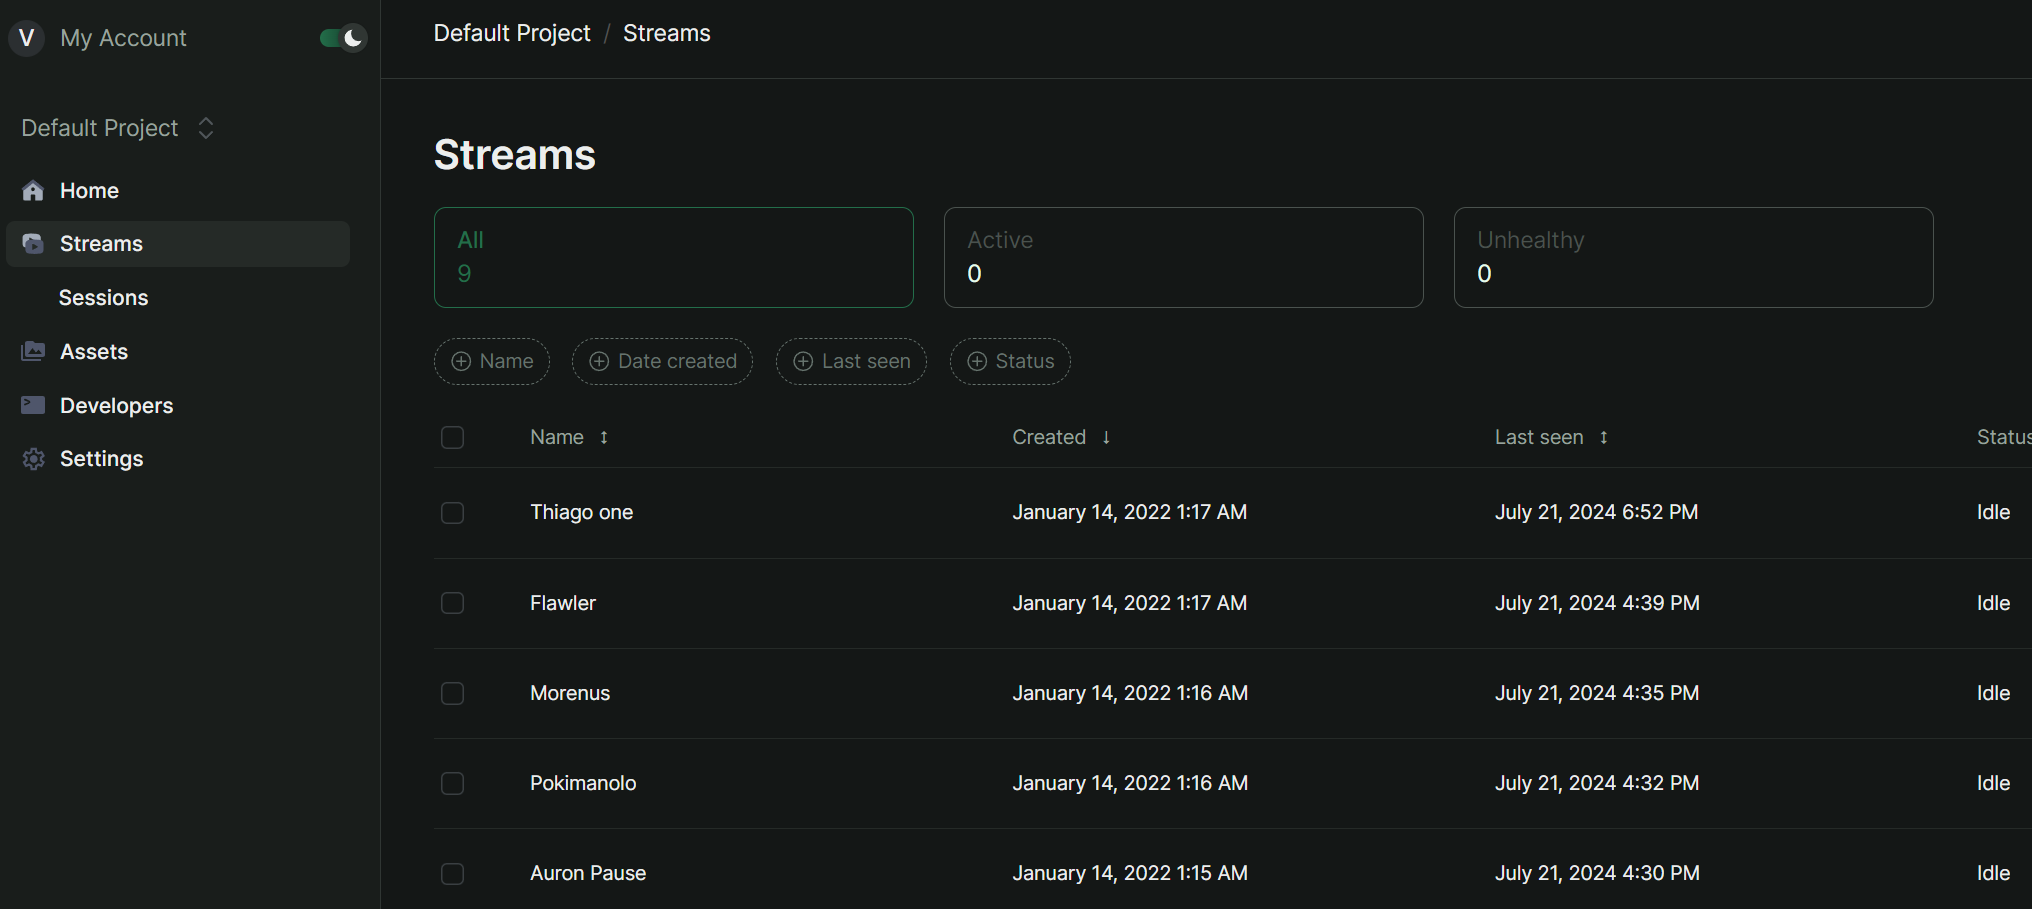 V My Account
Default Project / Streams
Default Project
Home
Streams
Sessions
Assets
Developers
Settings
Streams
All
9
Active
0
Unhealthy
0
Name Date created Last seen Status
Name Created Last seen Status
Thiago one January 14, 2022 1:17 AM July 21, 2024 6:52 PM Idle
Flawler January 14, 2022 1:17 AM July 21, 2024 4:39 PM Idle
Morenus January 14, 2022 1:16 AM July 21, 2024 4:35 PM Idle
Pokimanolo January 14, 2022 1:16 AM July 21, 2024 4:32 PM Idle
Auron Pause January 14, 2022 1:15 AM July 21, 2024 4:30 PM Idle